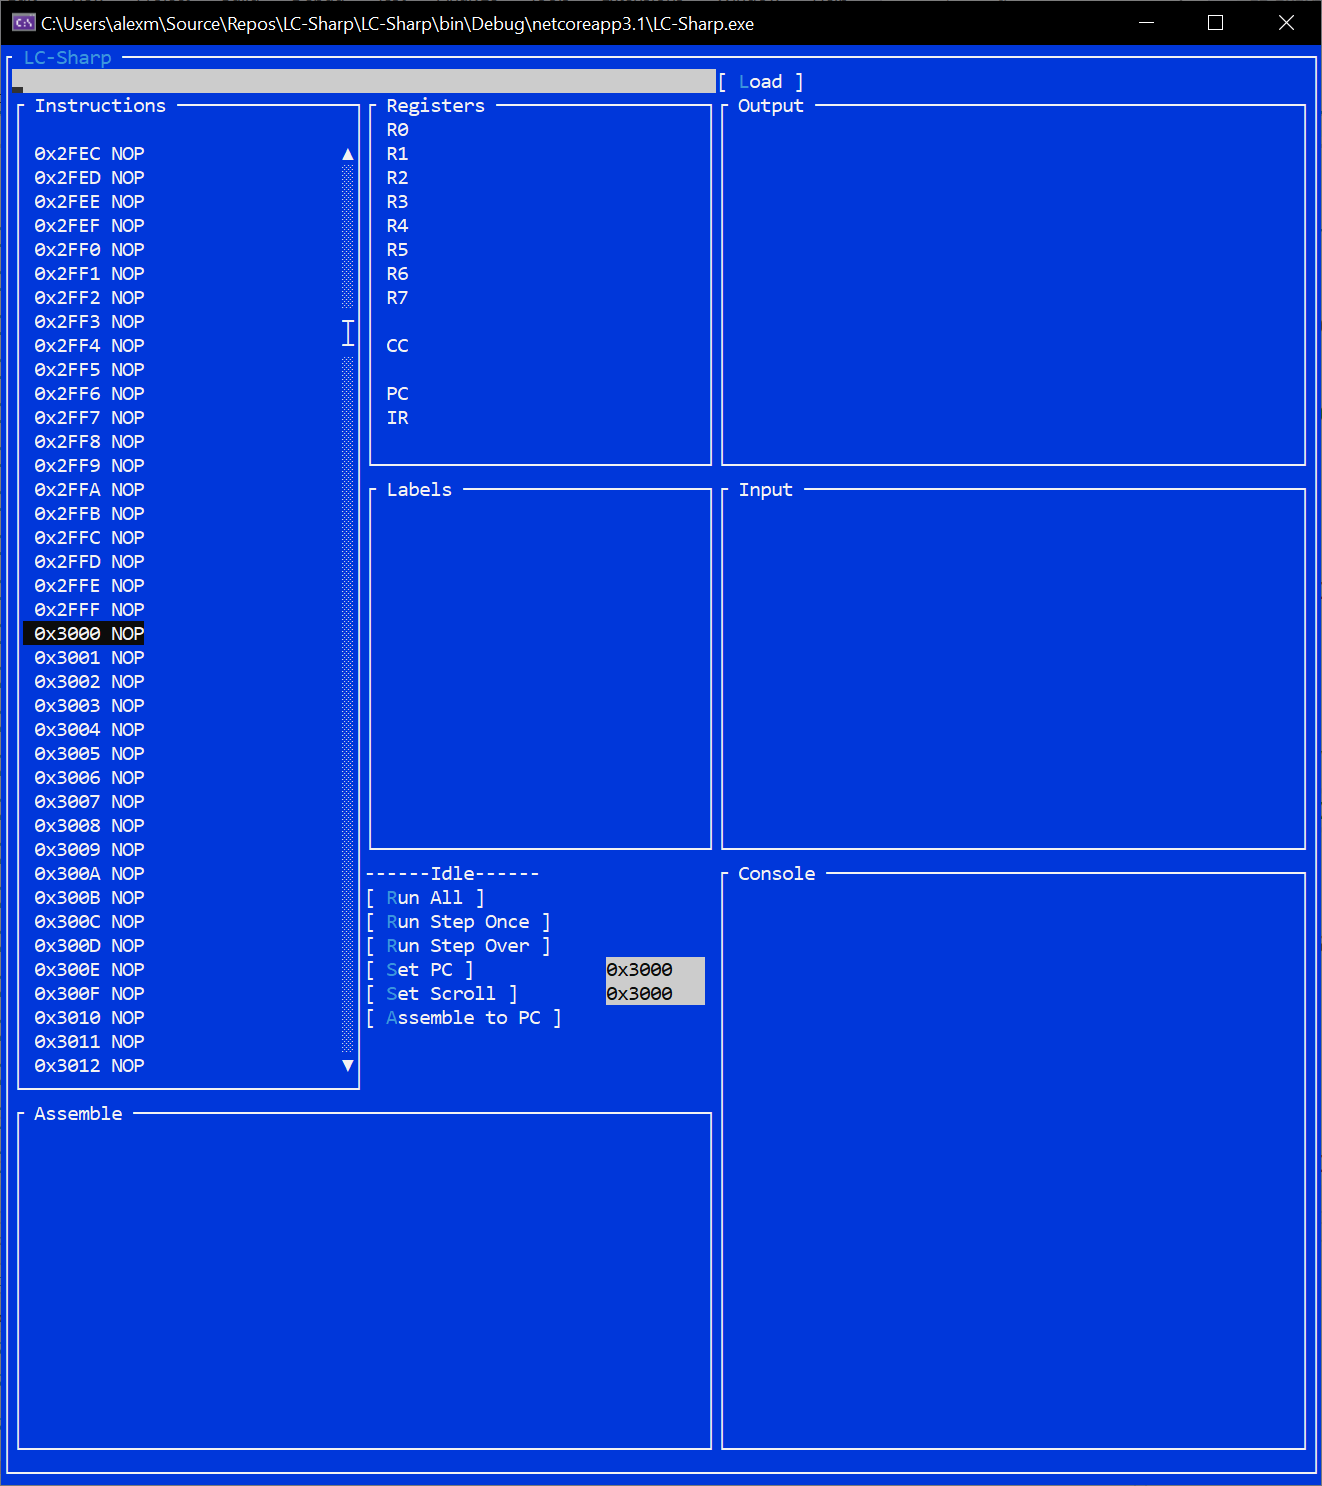 C:\Users\alexm\Source\Repos\LC-Sharp\LC-Sharp\bin\Debug\netcoreapp3.1\LC-Sharp.exe
LC-Sharp
[ Load ]
Instructions
0x2FEC NOP
0x2FED NOP
0x2FEE NOP
0x2FEF NOP
0x2FF0 NOP
0x2FF1 NOP
0x2FF2 NOP
0x2FF3 NOP
0x2FF4 NOP
0x2FF5 NOP
0x2FF6 NOP
0x2FF7 NOP
0x2FF8 NOP
0x2FF9 NOP
0x2FFA NOP
0x2FFB NOP
0x2FFC NOP
0x2FFD NOP
0x2FFE NOP
0x2FFF NOP
0x3000 NOP
0x3001 NOP
0x3002 NOP
0x3003 NOP
0x3004 NOP
0x3005 NOP
0x3006 NOP
0x3007 NOP
0x3008 NOP
0x3009 NOP
0x300A NOP
0x300B NOP
0x300C NOP
0x300D NOP
0x300E NOP
0x300F NOP
0x3010 NOP
0x3011 NOP
0x3012 NOP
Registers
R0
R1
R2
R3
R4
R5
R6
R7
CC
PC
IR
Output
Labels
Input
------Idle------
[ Run All ]
[ Run Step Once ]
[ Run Step Over ]
[ Set PC ] 0x3000
[ Set Scroll ] 0x3000
[ Assemble to PC ]
Console
Assemble